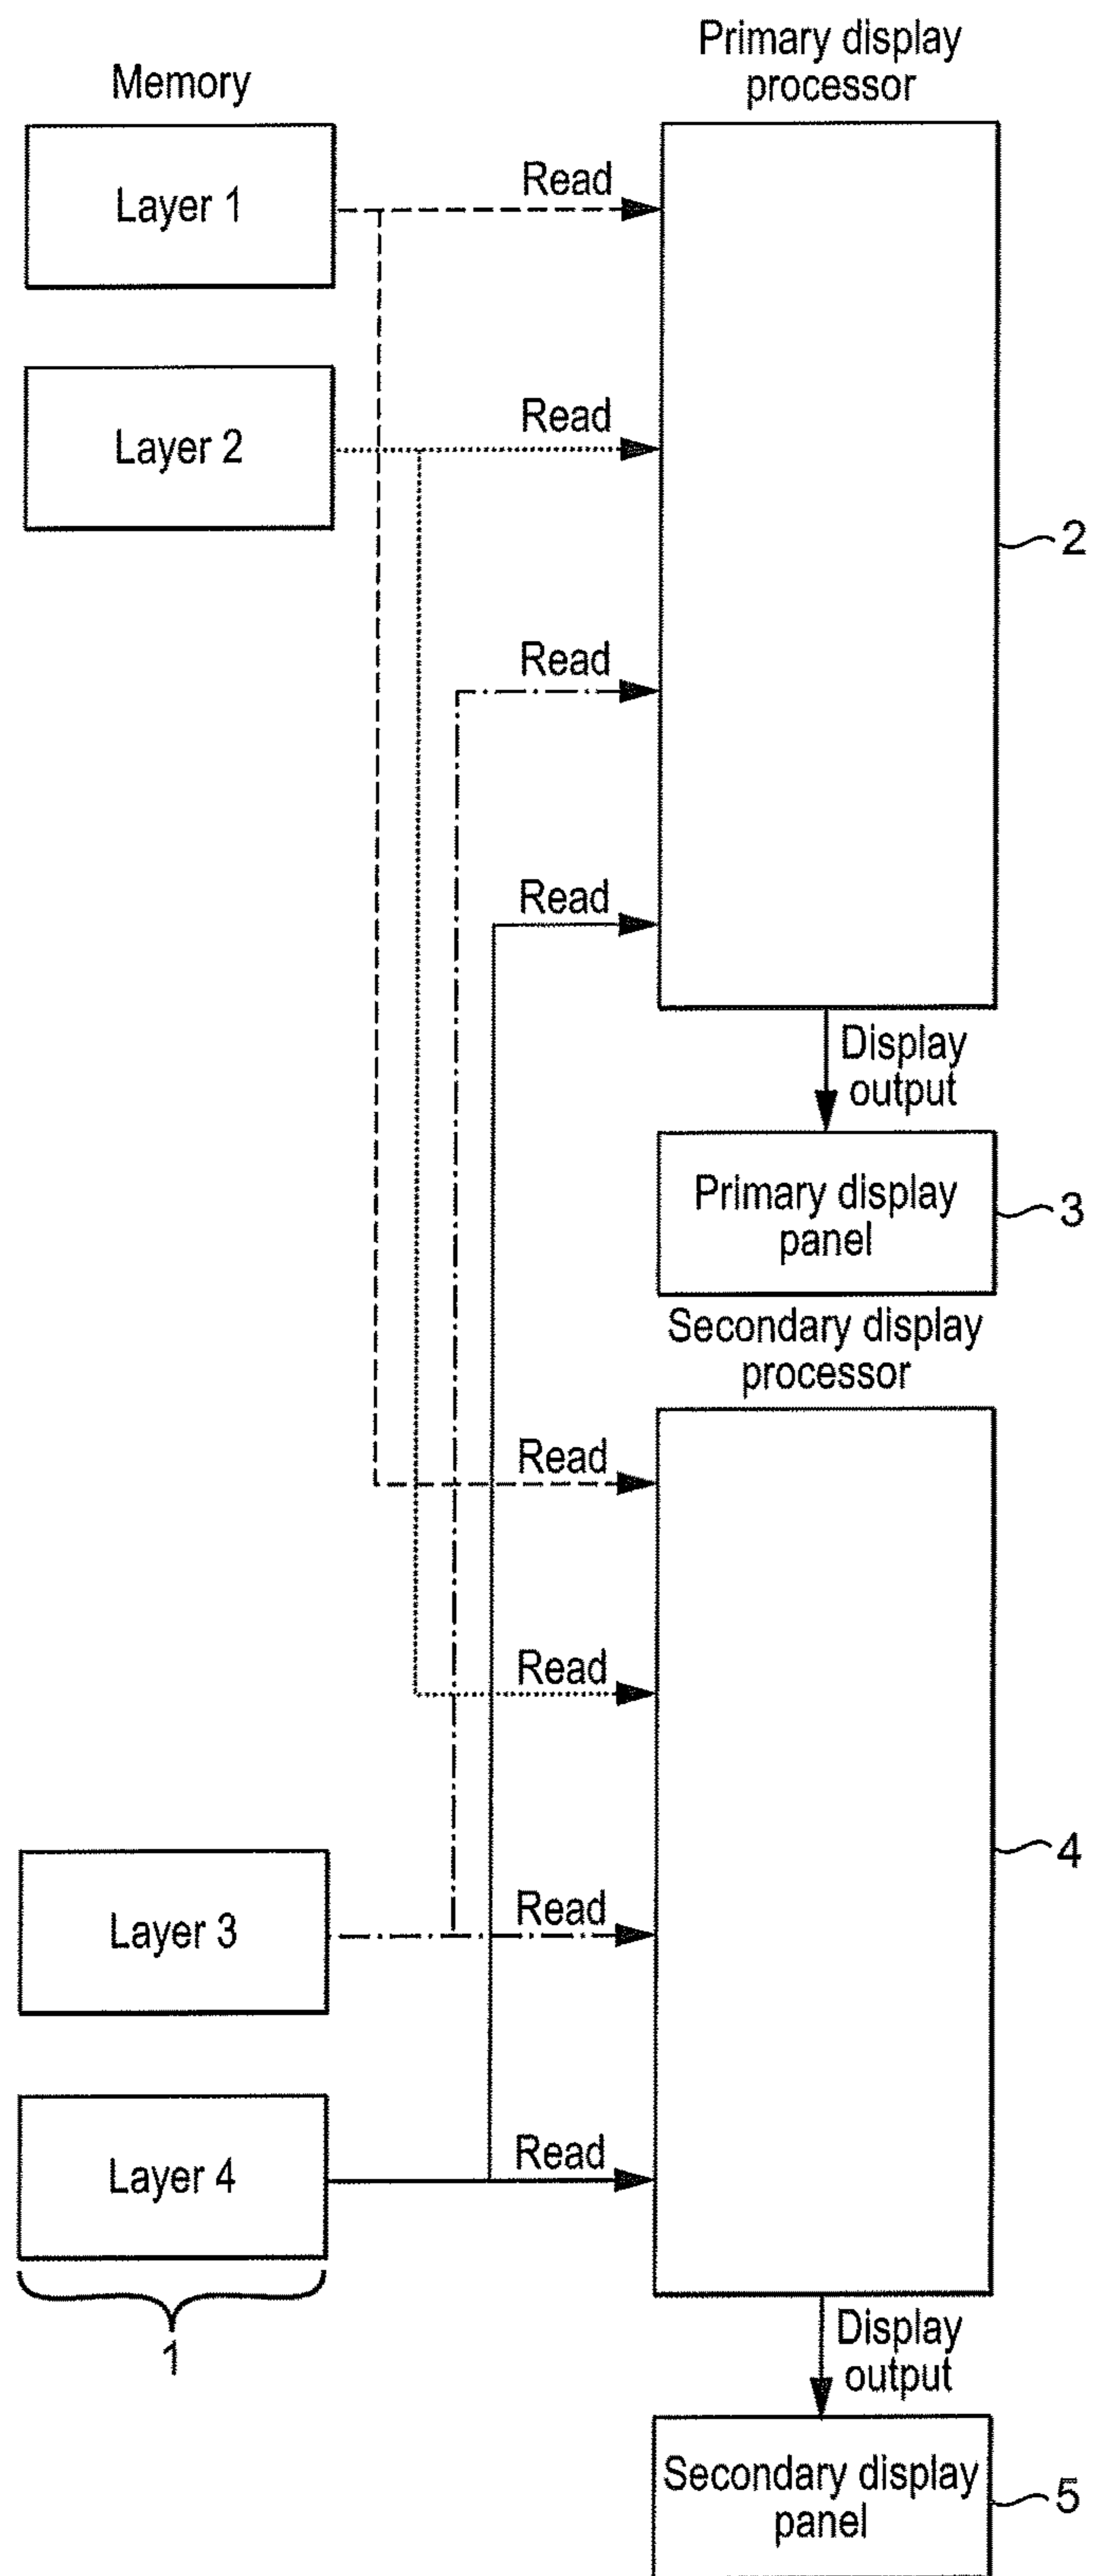 Primary display
processor
Memory
Layer 1
Read
Layer 2
Read
2
Read
Read
Display
output
Primary display
panel
3
Secondary display
processor
Read
Read
4
Layer 3
Read
Layer 4
Read
1
Display
output
Secondary display
panel
5